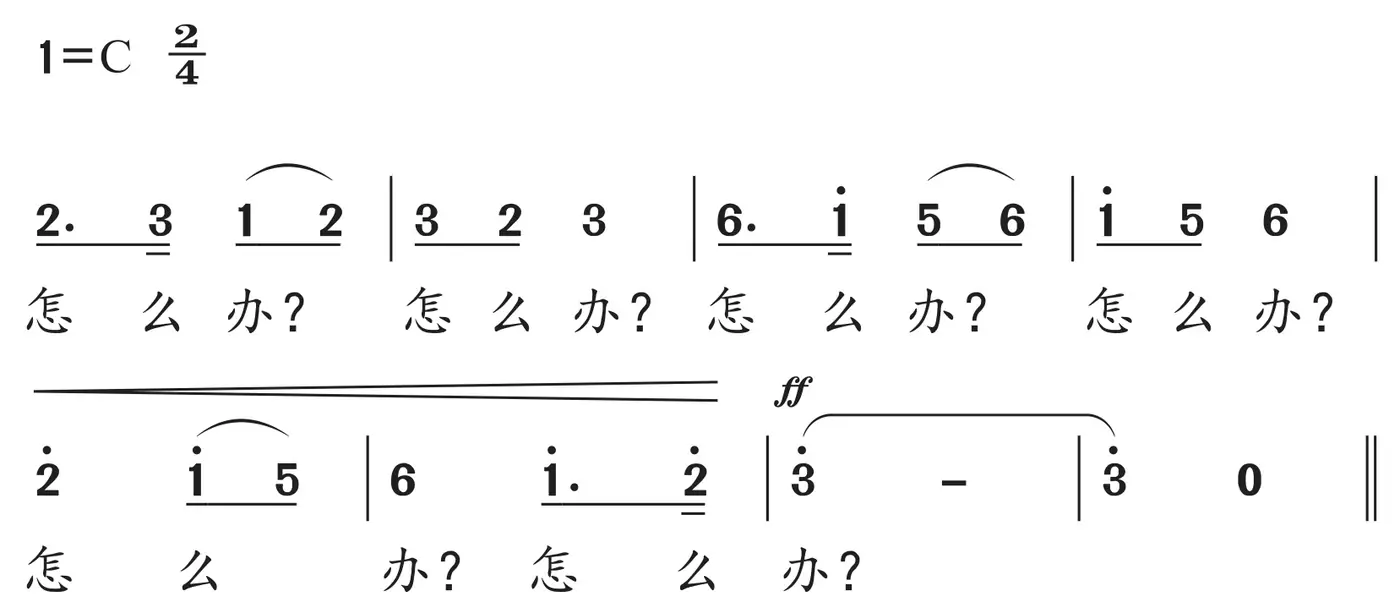 1=C 2/4
2. 3 1 2 | 3 2 3 | 6. i̇ 5 6 | i̇ 5 6 |
怎 么 办? 怎 么 办? 怎 么 办? 怎 么 办?
ff
2̇ 1̇ 5 | 6 1̇. 2̇ | 3̇ – | 3̇ 0 ‖
怎 么 办? 怎 么 办?